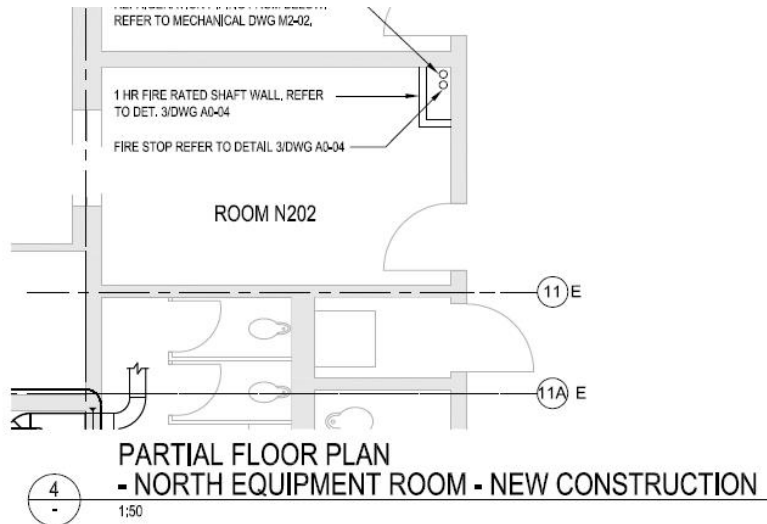 REFER TO MECHANICAL DWG M2-02,
1 HR FIRE RATED SHAFT WALL, REFER
TO DET. 3/DWG A0-04
FIRE STOP REFER TO DETAIL 3/DWG A0-04
ROOM N202
11 E
11A E
PARTIAL FLOOR PLAN
4 - NORTH EQUIPMENT ROOM - NEW CONSTRUCTION
- 1:50